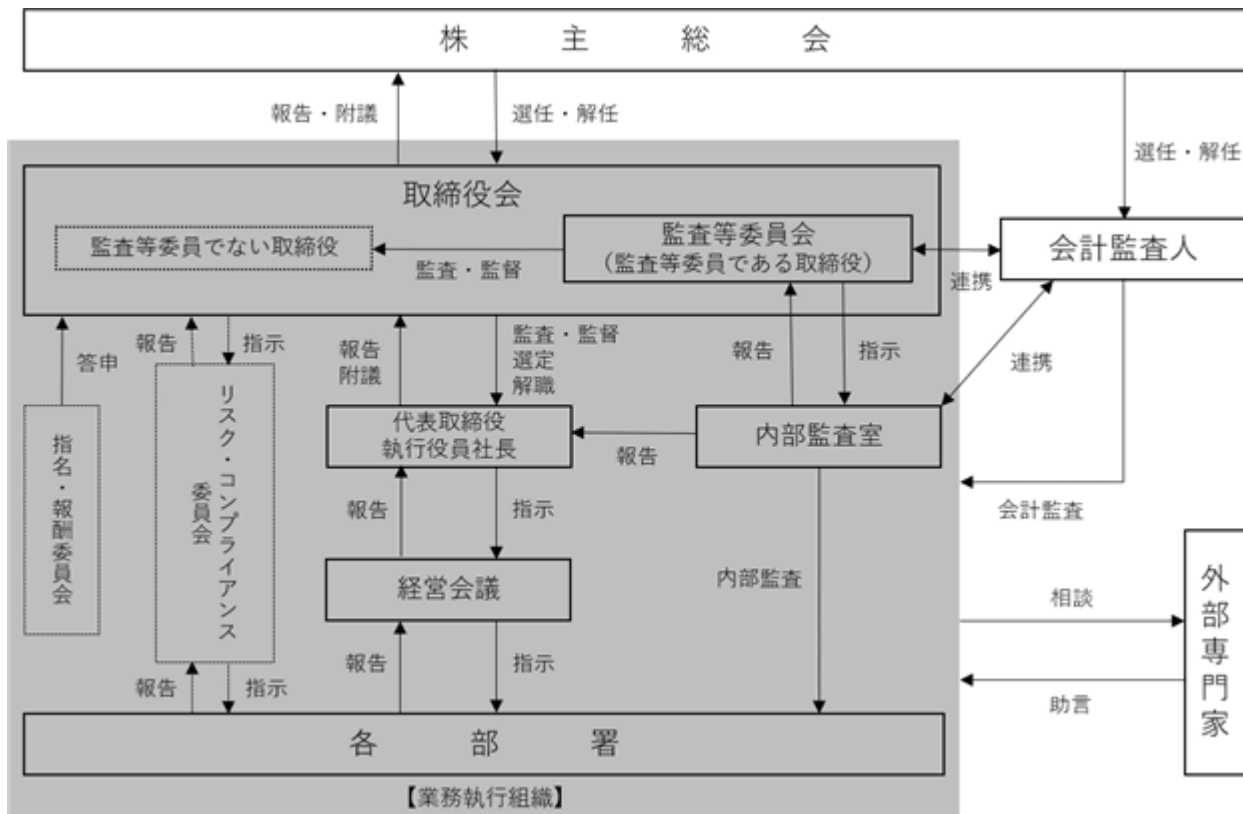 株主総会
報告・附議
選任・解任
選任・解任
取締役会
監査等委員でない取締役
監査・監督
監査等委員会
（監査等委員である取締役）
連携
会計監査人
答申
報告
指示
報告
附議
監査・監督
選定
解職
報告
指示
連携
指名・報酬委員会
リスク・コンプライアンス
委員会
代表取締役
執行役員社長
報告
内部監査室
報告
指示
会計監査
経営会議
内部監査
相談
助言
外部専門家
報告
指示
報告
指示
各部署
【業務執行組織】